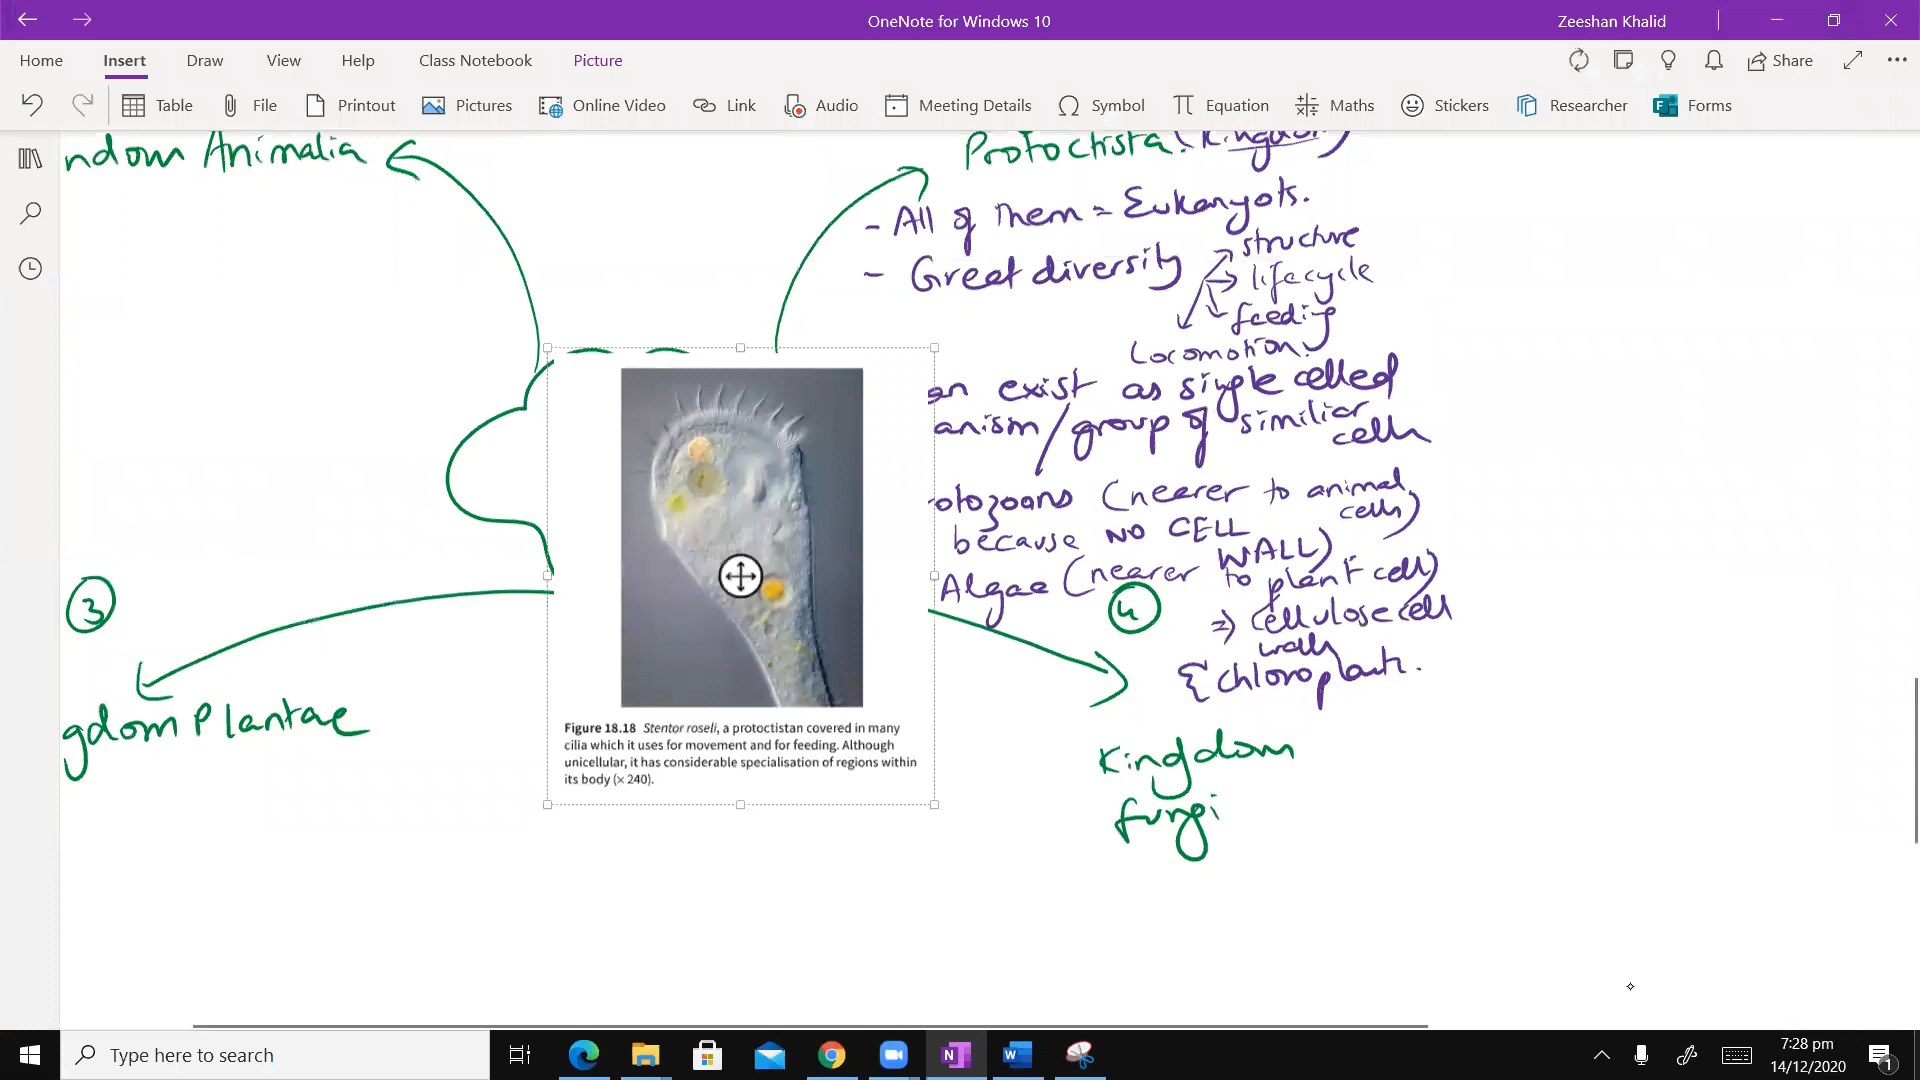 OneNote for Windows 10
Zeeshan Khalid
Home Insert Draw View Help Class Notebook Picture
Share
Table File Printout Pictures Online Video Link Audio Meeting Details Symbol Equation Maths Stickers Researcher Forms
ndom Animalia
Protoctista. (Kingdom)
- All of them = Eukaryots.
- Great diversity
structure
lifecycle
feeding
Locomotion.
an exist as single celled
anism/group of similiar
cells
otozoans (nearer to animal
cells)
because NO CELL
WALL)
Algae (nearer to plant cell)
⇒ cellulose cell
walls
{ chloroplast.
3
gdom Plantae
4
Kingdom
fungi
Figure 18.18 Stentor roseli, a protoctistan covered in many
cilia which it uses for movement and for feeding. Although
unicellular, it has considerable specialisation of regions within
its body (× 240).
Type here to search
7:28 pm
14/12/2020
1